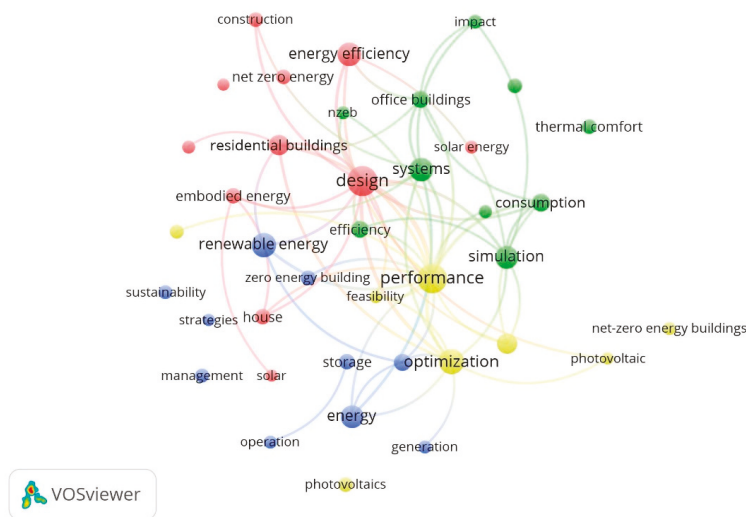 construction
impact
energy efficiency
net zero energy
office buildings
nzeb
thermal comfort
residential buildings
solar energy
systems
design
embodied energy
consumption
efficiency
renewable energy
simulation
zero energy building
performance
sustainability
feasibility
strategies
house
net-zero energy buildings
photovoltaic
storage
optimization
management
solar
energy
operation
generation
photovoltaics
VOSviewer